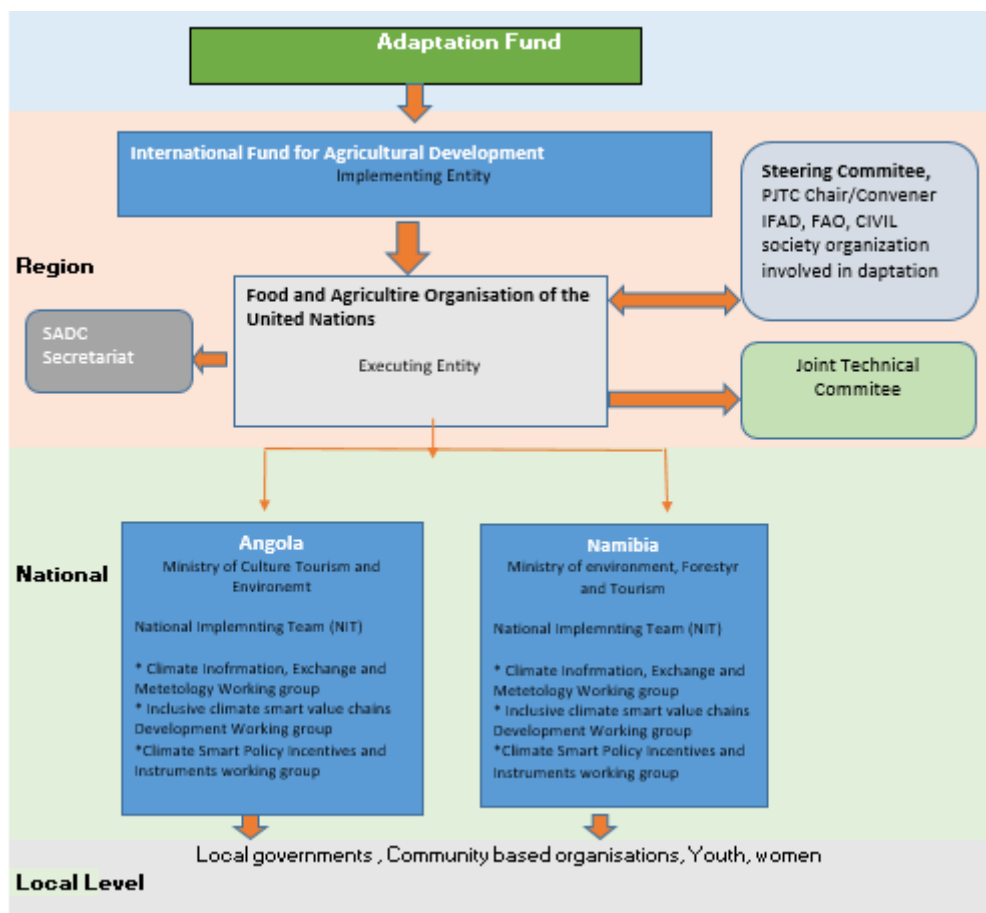 Adaptation Fund
International Fund for Agricultural Development
Implementing Entity
Steering Commitee,
PJTC Chair/Convener
IFAD, FAO, CIVIL
society organization
involved in daptation
Region
Food and Agricultire Organisation of the
United Nations
Executing Entity
SADC
Secretariat
Joint Technical
Commitee
National
Angola
Ministry of Culture Tourism and
Environemt
National Implemnting Team (NIT)
* Climate Inofrmation, Exchange and
Metetology Working group
* Inclusive climate smart value chains
Development Working group
*Climate Smart Policy Incentives and
Instruments working group
Namibia
Ministry of environment, Forestyr
and Tourism
National Implemnting Team (NIT)
* Climate Inofrmation, Exchange and
Metetology Working group
* Inclusive climate smart value chains
Development Working group
*Climate Smart Policy Incentives and
Instruments working group
Local governments , Community based organisations, Youth, women
Local Level